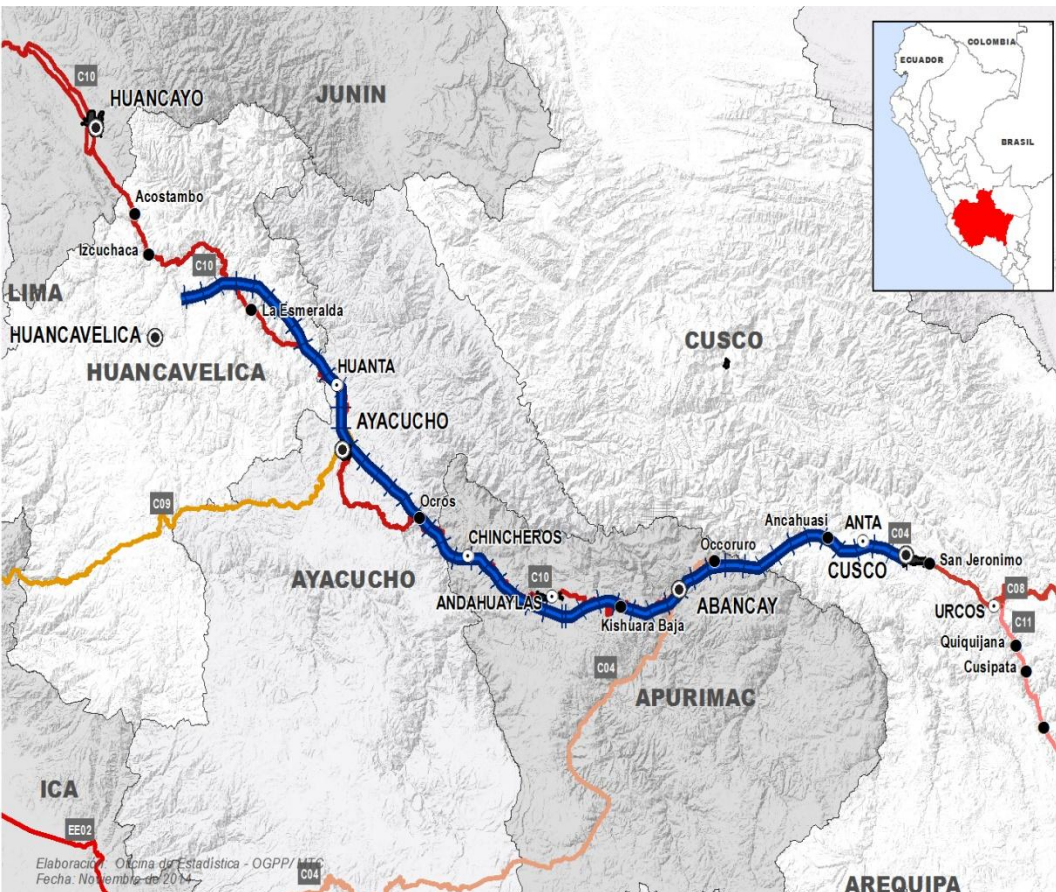 COLOMBIA
ECUADOR
BRASIL
C10
HUANCAYO
JUNIN
Acostambo
Izcuchaca
C10
LIMA
La Esmeralda
HUANCAVELICA
HUANCAVELICA
CUSCO
HUANTA
AYACUCHO
C09
Ocros
CHINCHEROS
Ancahuasi
ANTA
C04
Occoruro
CUSCO
San Jeronimo
AYACUCHO
C10
ANDAHUAYLAS
ABANCAY
Kishuara Baja
C08
URCOS
C11
Quiquijana
Cusipata
C04
APURIMAC
ICA
EE02
Elaboración: Oficina de Estadística - OGPP/ MTC
Fecha: Noviembre de 2014
C04
AREQUIPA